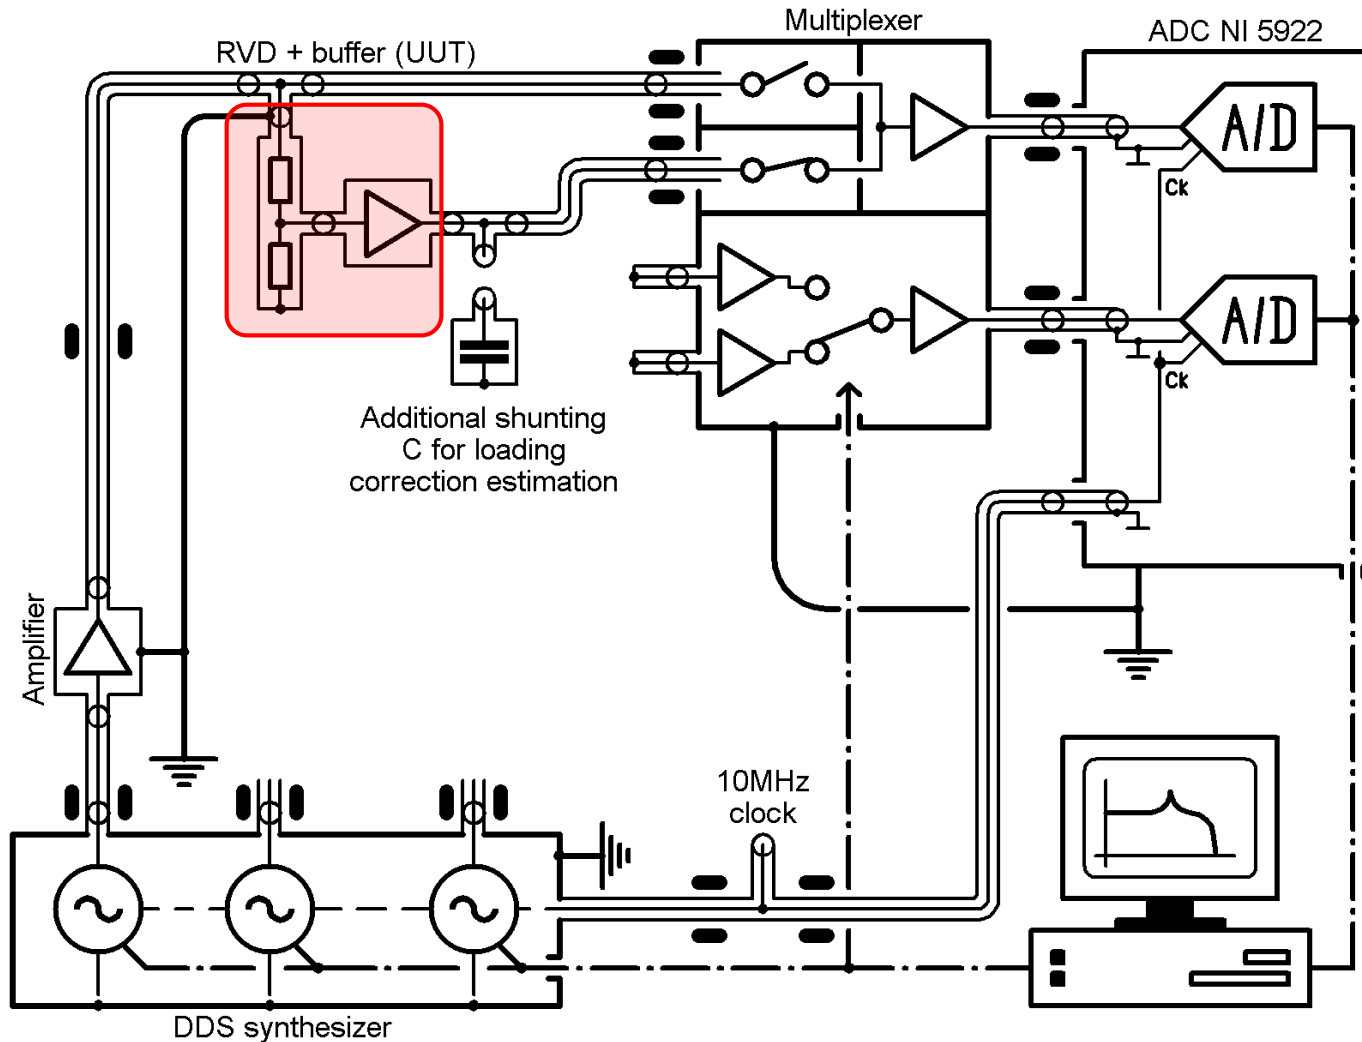 Multiplexer
ADC NI 5922
RVD + buffer (UUT)
A/D
Ck
A/D
Ck
Additional shunting
C for loading
correction estimation
Amplifier
10MHz
clock
DDS synthesizer